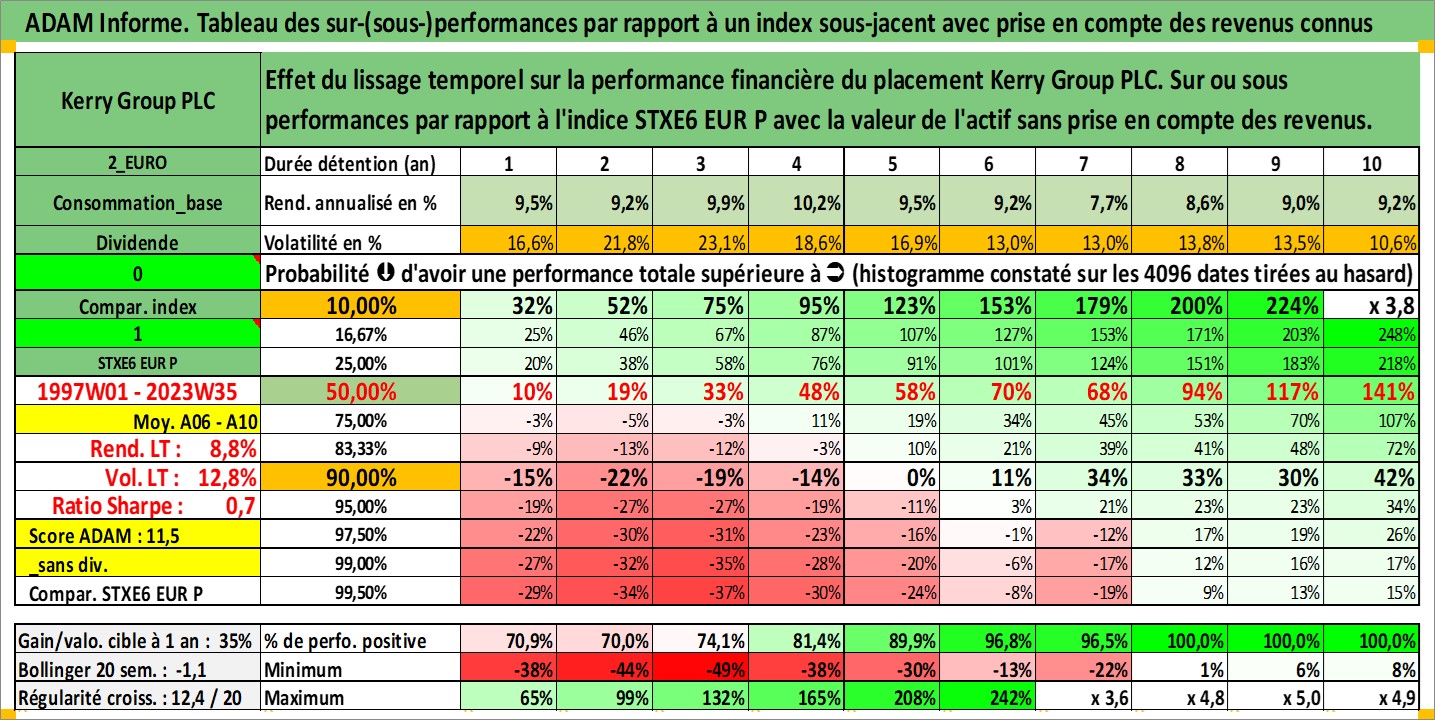 ADAM Informe. Tableau des sur-(sous-)performances par rapport à un index sous-jacent avec prise en compte des revenus connus
Kerry Group PLC
Effet du lissage temporel sur la performance financière du placement Kerry Group PLC. Sur ou sous
performances par rapport à l'indice STXE6 EUR P avec la valeur de l'actif sans prise en compte des revenus.
2_EURO Durée détention (an) 1 2 3 4 5 6 7 8 9 10
Consommation_base Rend. annualisé en % 9,5% 9,2% 9,9% 10,2% 9,5% 9,2% 7,7% 8,6% 9,0% 9,2%
Dividende Volatilité en % 16,6% 21,8% 23,1% 18,6% 16,9% 13,0% 13,0% 13,8% 13,5% 10,6%
0 Probabilité ⬇ d'avoir une performance totale supérieure à ➲ (histogramme constaté sur les 4096 dates tirées au hasard)
Compar. index 10,00% 32% 52% 75% 95% 123% 153% 179% 200% 224% x 3,8
1 16,67% 25% 46% 67% 87% 107% 127% 153% 171% 203% 248%
STXE6 EUR P 25,00% 20% 38% 58% 76% 91% 101% 124% 151% 183% 218%
1997W01 - 2023W35 50,00% 10% 19% 33% 48% 58% 70% 68% 94% 117% 141%
Moy. A06 - A10 75,00% -3% -5% -3% 11% 19% 34% 45% 53% 70% 107%
Rend. LT : 8,8% 83,33% -9% -13% -12% -3% 10% 21% 39% 41% 48% 72%
Vol. LT : 12,8% 90,00% -15% -22% -19% -14% 0% 11% 34% 33% 30% 42%
Ratio Sharpe : 0,7 95,00% -19% -27% -27% -19% -11% 3% 21% 23% 23% 34%
Score ADAM : 11,5 97,50% -22% -30% -31% -23% -16% -1% -12% 17% 19% 26%
_sans div. 99,00% -27% -32% -35% -28% -20% -6% -17% 12% 16% 17%
Compar. STXE6 EUR P 99,50% -29% -34% -37% -30% -24% -8% -19% 9% 13% 15%
Gain/valo. cible à 1 an : 35% % de perfo. positive 70,9% 70,0% 74,1% 81,4% 89,9% 96,8% 96,5% 100,0% 100,0% 100,0%
Bollinger 20 sem. : -1,1 Minimum -38% -44% -49% -38% -30% -13% -22% 1% 6% 8%
Régularité croiss. : 12,4 / 20 Maximum 65% 99% 132% 165% 208% 242% x 3,6 x 4,8 x 5,0 x 4,9